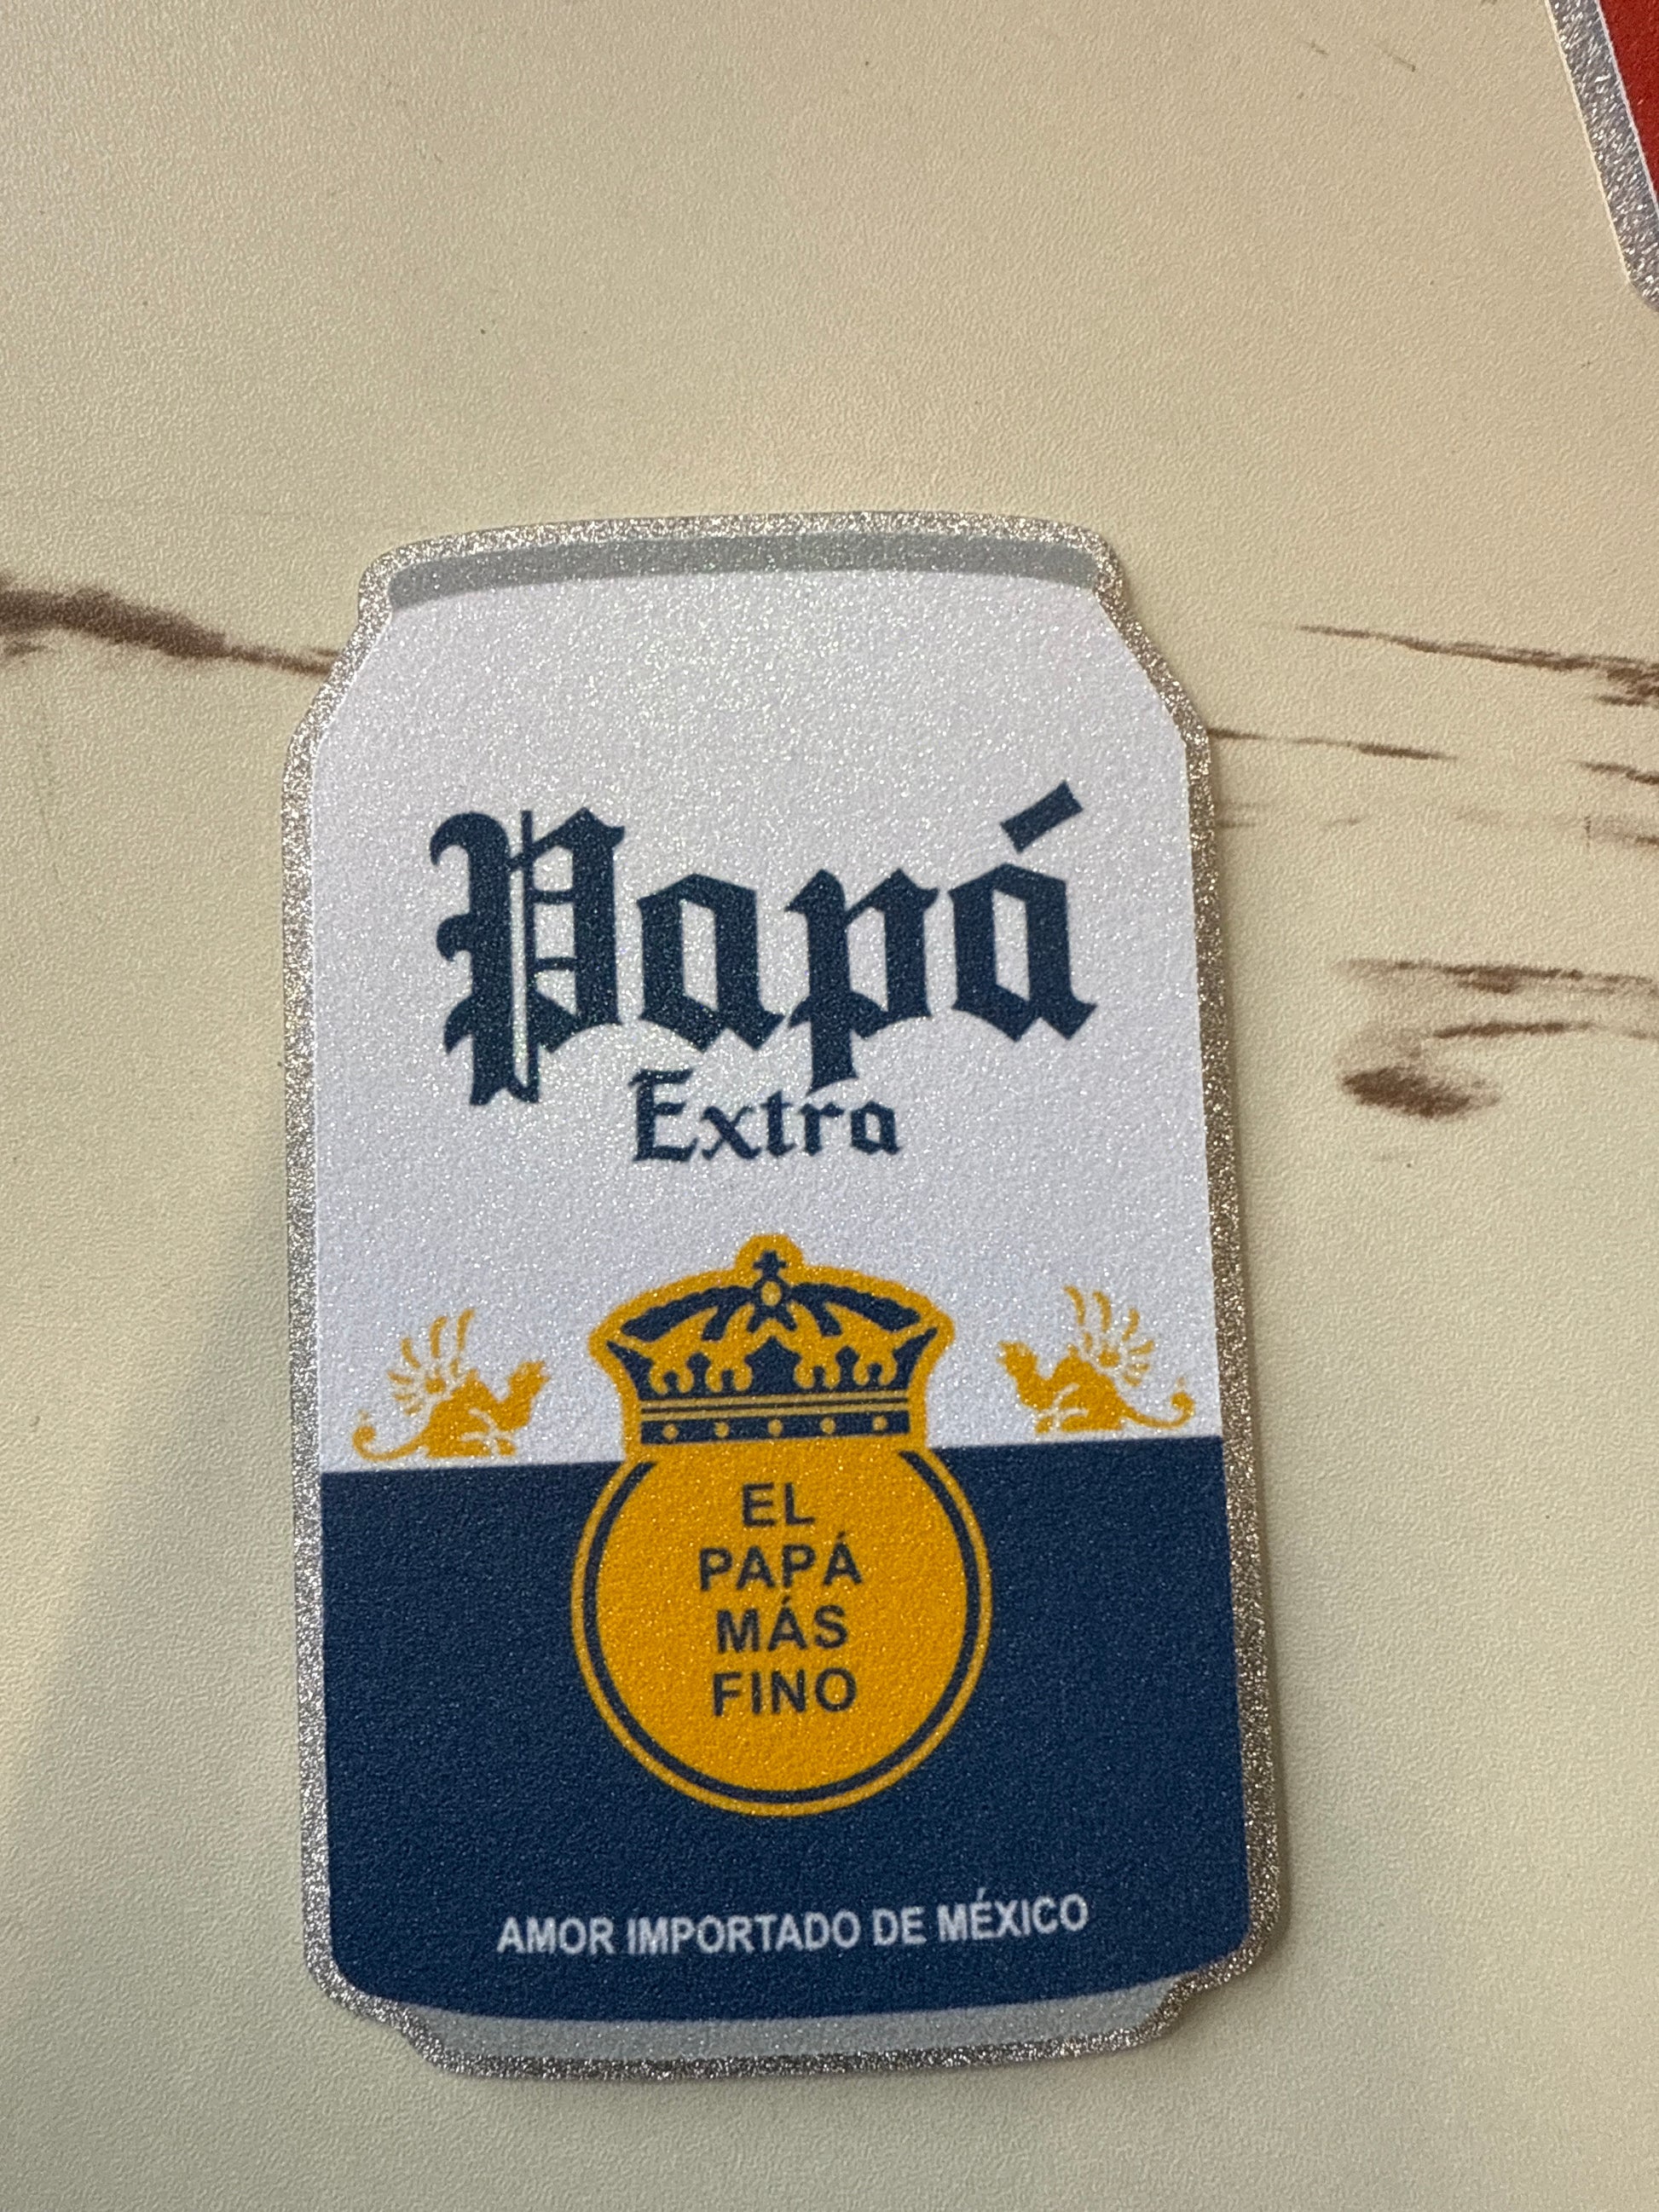 Papá
Extra
EL
PAPÁ
MÁS
FINO
AMOR IMPORTADO DE MÉXICO